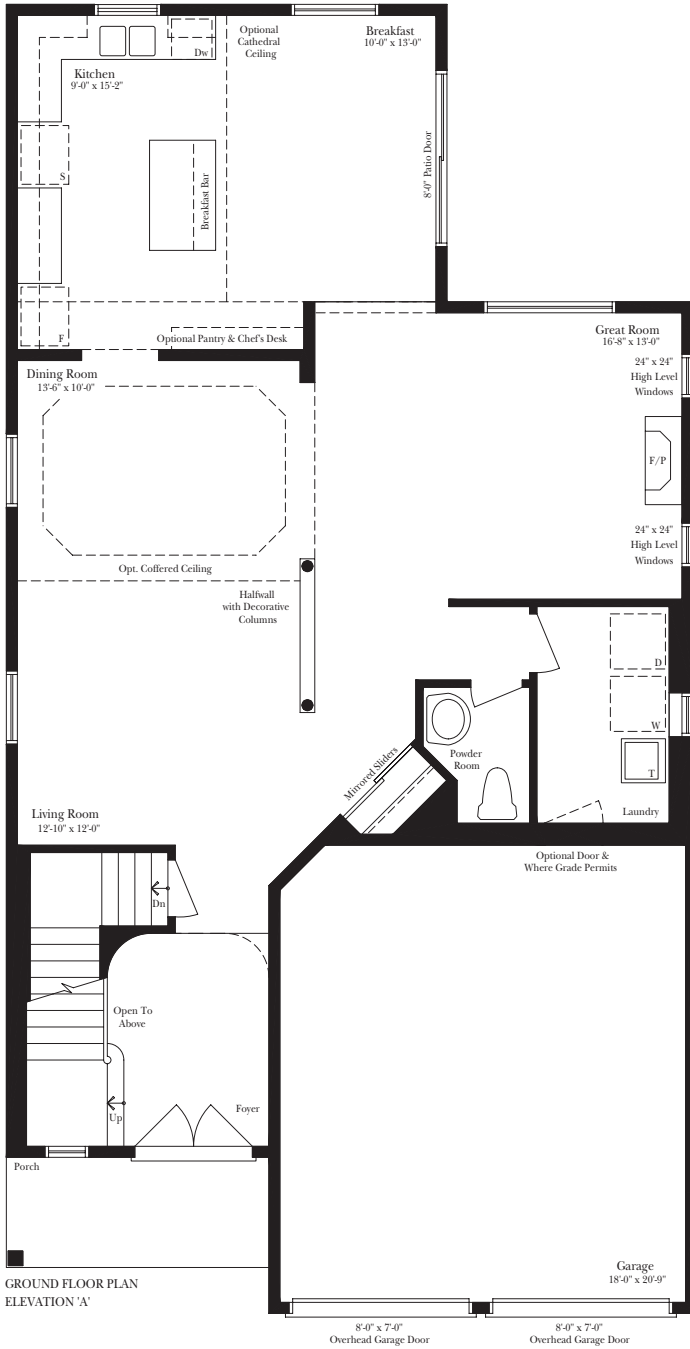 Optional
Cathedral
Ceiling
Breakfast
10'-0" x 13'-0"
Dw
Kitchen
9'-0" x 15'-2"
8'-0" Patio Door
Breakfast Bar
S
F
Optional Pantry & Chef's Desk
Great Room
16'-8" x 13'-0"
24" x 24"
High Level
Windows
Dining Room
13'-6" x 10'-0"
F/P
24" x 24"
High Level
Windows
Opt. Coffered Ceiling
Halfwall
with Decorative
Columns
D
W
T
Powder
Room
Mirrored Sliders
Laundry
Living Room
12'-10" x 12'-0"
Optional Door &
Where Grade Permits
Dn
Open To
Above
Foyer
Up
Porch
Garage
18'-0" x 20'-9"
GROUND FLOOR PLAN
ELEVATION 'A'
8'-0" x 7'-0"
Overhead Garage Door
8'-0" x 7'-0"
Overhead Garage Door